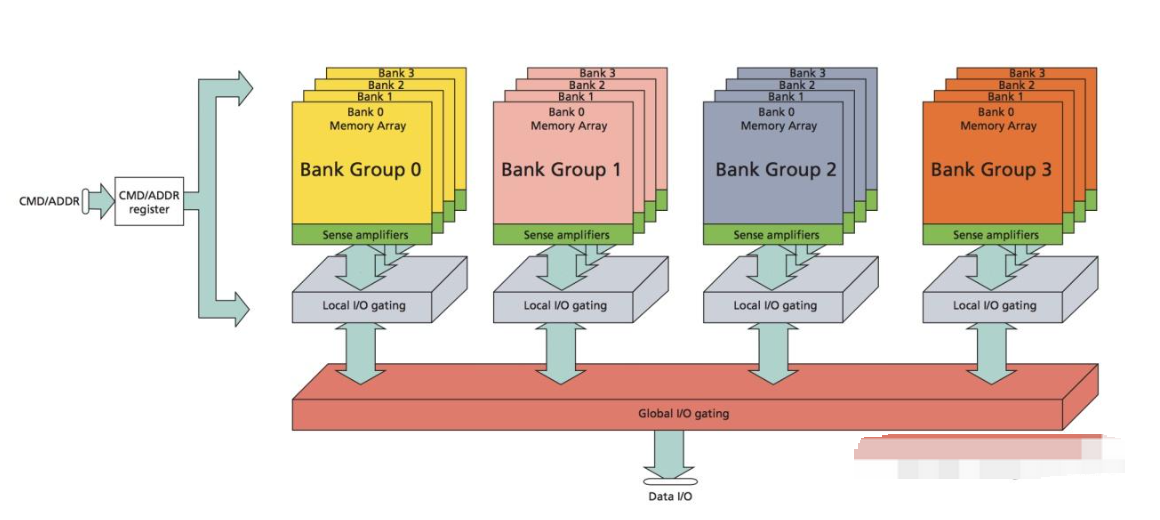 Bank 3
Bank 2
Bank 1
Bank 0
Memory Array
Bank Group 0
Sense amplifiers
Local I/O gating
Bank 3
Bank 2
Bank 1
Bank 0
Memory Array
Bank Group 1
Sense amplifiers
Local I/O gating
Bank 3
Bank 2
Bank 1
Bank 0
Memory Array
Bank Group 2
Sense amplifiers
Local I/O gating
Bank 3
Bank 2
Bank 1
Bank 0
Memory Array
Bank Group 3
Sense amplifiers
Local I/O gating
CMD/ADDR
CMD/ADDR
register
Global I/O gating
Data I/O